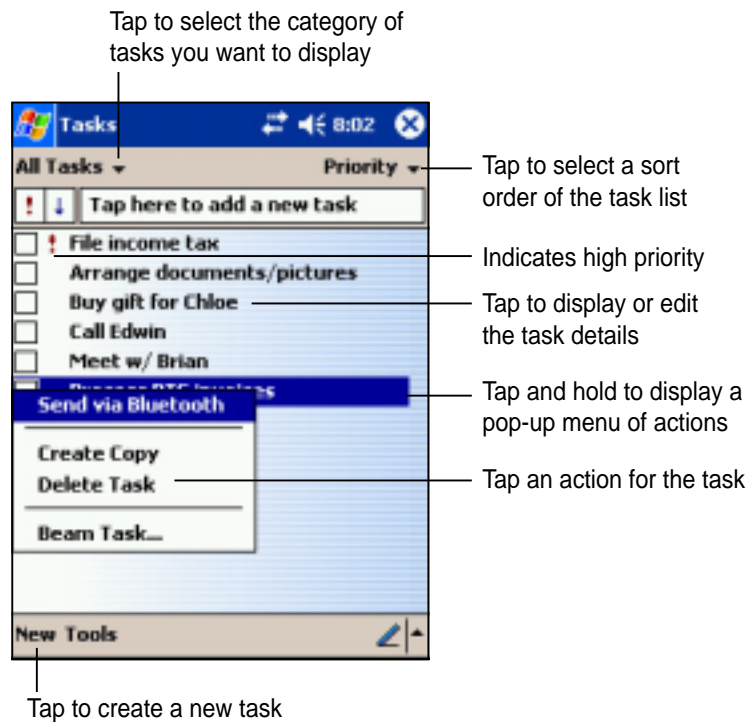 Tap to select the category of
tasks you want to display
Tasks 8:02
All Tasks Priority
Tap to select a sort
order of the task list
! ↓ Tap here to add a new task
! File income tax
Indicates high priority
Arrange documents/pictures
Buy gift for Chloe
Tap to display or edit
the task details
Call Edwin
Meet w/ Brian
Tap and hold to display a
pop-up menu of actions
Send via Bluetooth
Create Copy
Delete Task
Tap an action for the task
Beam Task...
New Tools
Tap to create a new task